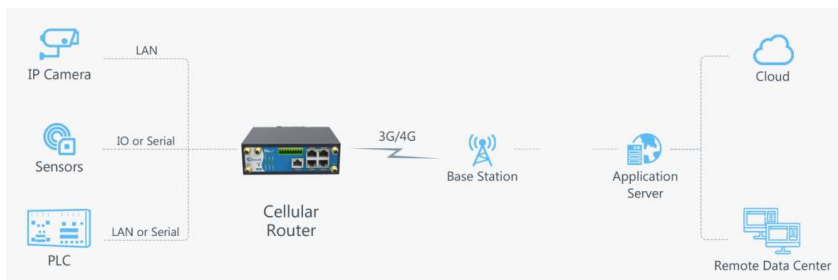 LAN
IP Camera
IO or Serial
Sensors
LAN or Serial
PLC
Cellular
Router
3G/4G
Base Station
Application
Server
Cloud
Remote Data Center